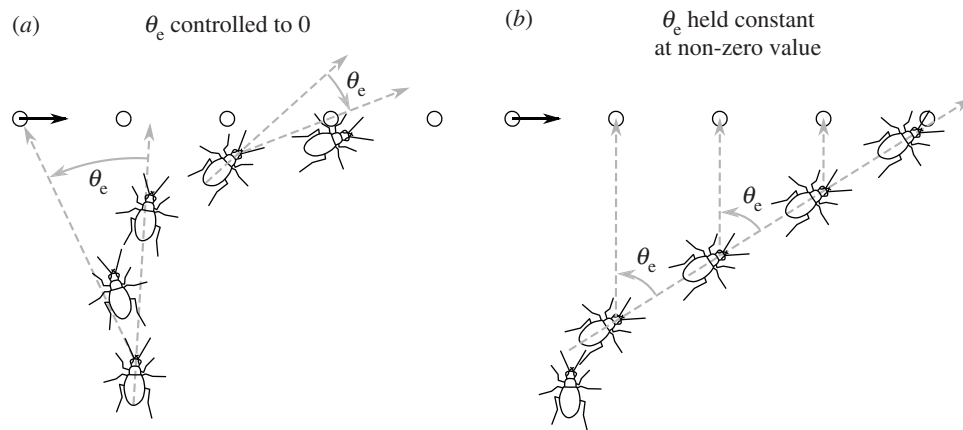 (a) θe controlled to 0
θe
θe
(b) θe held constant
at non-zero value
θe
θe